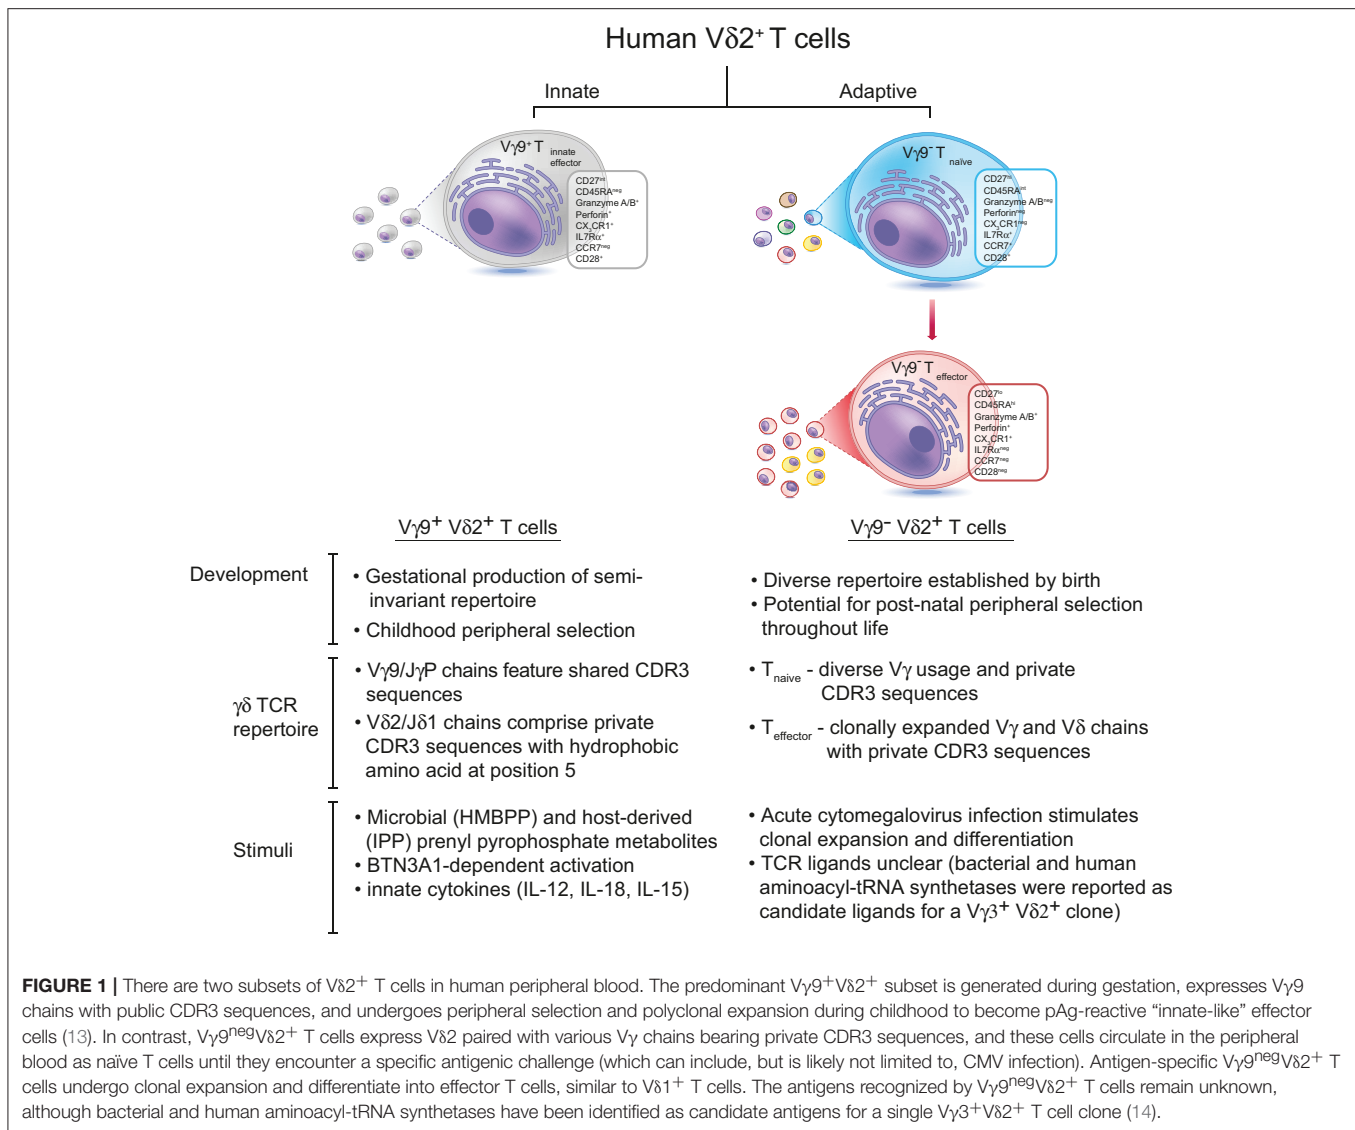 Human Vδ2⁺ T cells
Innate
Adaptive
Vγ9⁺ T innate effector
CD27ⁱⁿᵗ
CD45RAⁿᵉᵍ
Granzyme A/B⁺
Perforin⁺
CX₃CR1⁺
IL7Rα⁺
CCR7ⁿᵉᵍ
CD28⁺
Vγ9⁻ T naïve
CD45RAⁱⁿᵗ
Granzyme A/Bⁿᵉᵍ
Perforinⁿᵉᵍ
CX₃CR1ⁿᵉᵍ
IL7Rα⁺
CCR7⁺
CD28⁺
Vγ9⁻ T effector
CD27ˡᵒ
CD45RAʰⁱ
Granzyme A/B⁺
Perforin⁺
CX₃CR1⁺
IL7Rαⁿᵉᵍ
CCR7ⁿᵉᵍ
CD28ⁿᵉᵍ
Vγ9⁺ Vδ2⁺ T cells
Vγ9⁻ Vδ2⁺ T cells
Development
• Gestational production of semi-
invariant repertoire
• Childhood peripheral selection
• Diverse repertoire established by birth
• Potential for post-natal peripheral selection
throughout life
γδ TCR
repertoire
• Vγ9/JγP chains feature shared CDR3
sequences
• Vδ2/Jδ1 chains comprise private
CDR3 sequences with hydrophobic
amino acid at position 5
• T naive - diverse Vγ usage and private
CDR3 sequences
• T effector - clonally expanded Vγ and Vδ chains
with private CDR3 sequences
Stimuli
• Microbial (HMBPP) and host-derived
(IPP) prenyl pyrophosphate metabolites
• BTN3A1-dependent activation
• innate cytokines (IL-12, IL-18, IL-15)
• Acute cytomegalovirus infection stimulates
clonal expansion and differentiation
• TCR ligands unclear (bacterial and human
aminoacyl-tRNA synthetases were reported as
candidate ligands for a Vγ3⁺ Vδ2⁺ clone)
FIGURE 1 | There are two subsets of Vδ2⁺ T cells in human peripheral blood. The predominant Vγ9⁺Vδ2⁺ subset is generated during gestation, expresses Vγ9
chains with public CDR3 sequences, and undergoes peripheral selection and polyclonal expansion during childhood to become pAg-reactive “innate-like” effector
cells (13). In contrast, Vγ9ⁿᵉᵍVδ2⁺ T cells express Vδ2 paired with various Vγ chains bearing private CDR3 sequences, and these cells circulate in the peripheral
blood as naïve T cells until they encounter a specific antigenic challenge (which can include, but is likely not limited to, CMV infection). Antigen-specific Vγ9ⁿᵉᵍVδ2⁺ T
cells undergo clonal expansion and differentiate into effector T cells, similar to Vδ1⁺ T cells. The antigens recognized by Vγ9ⁿᵉᵍVδ2⁺ T cells remain unknown,
although bacterial and human aminoacyl-tRNA synthetases have been identified as candidate antigens for a single Vγ3⁺Vδ2⁺ T cell clone (14).